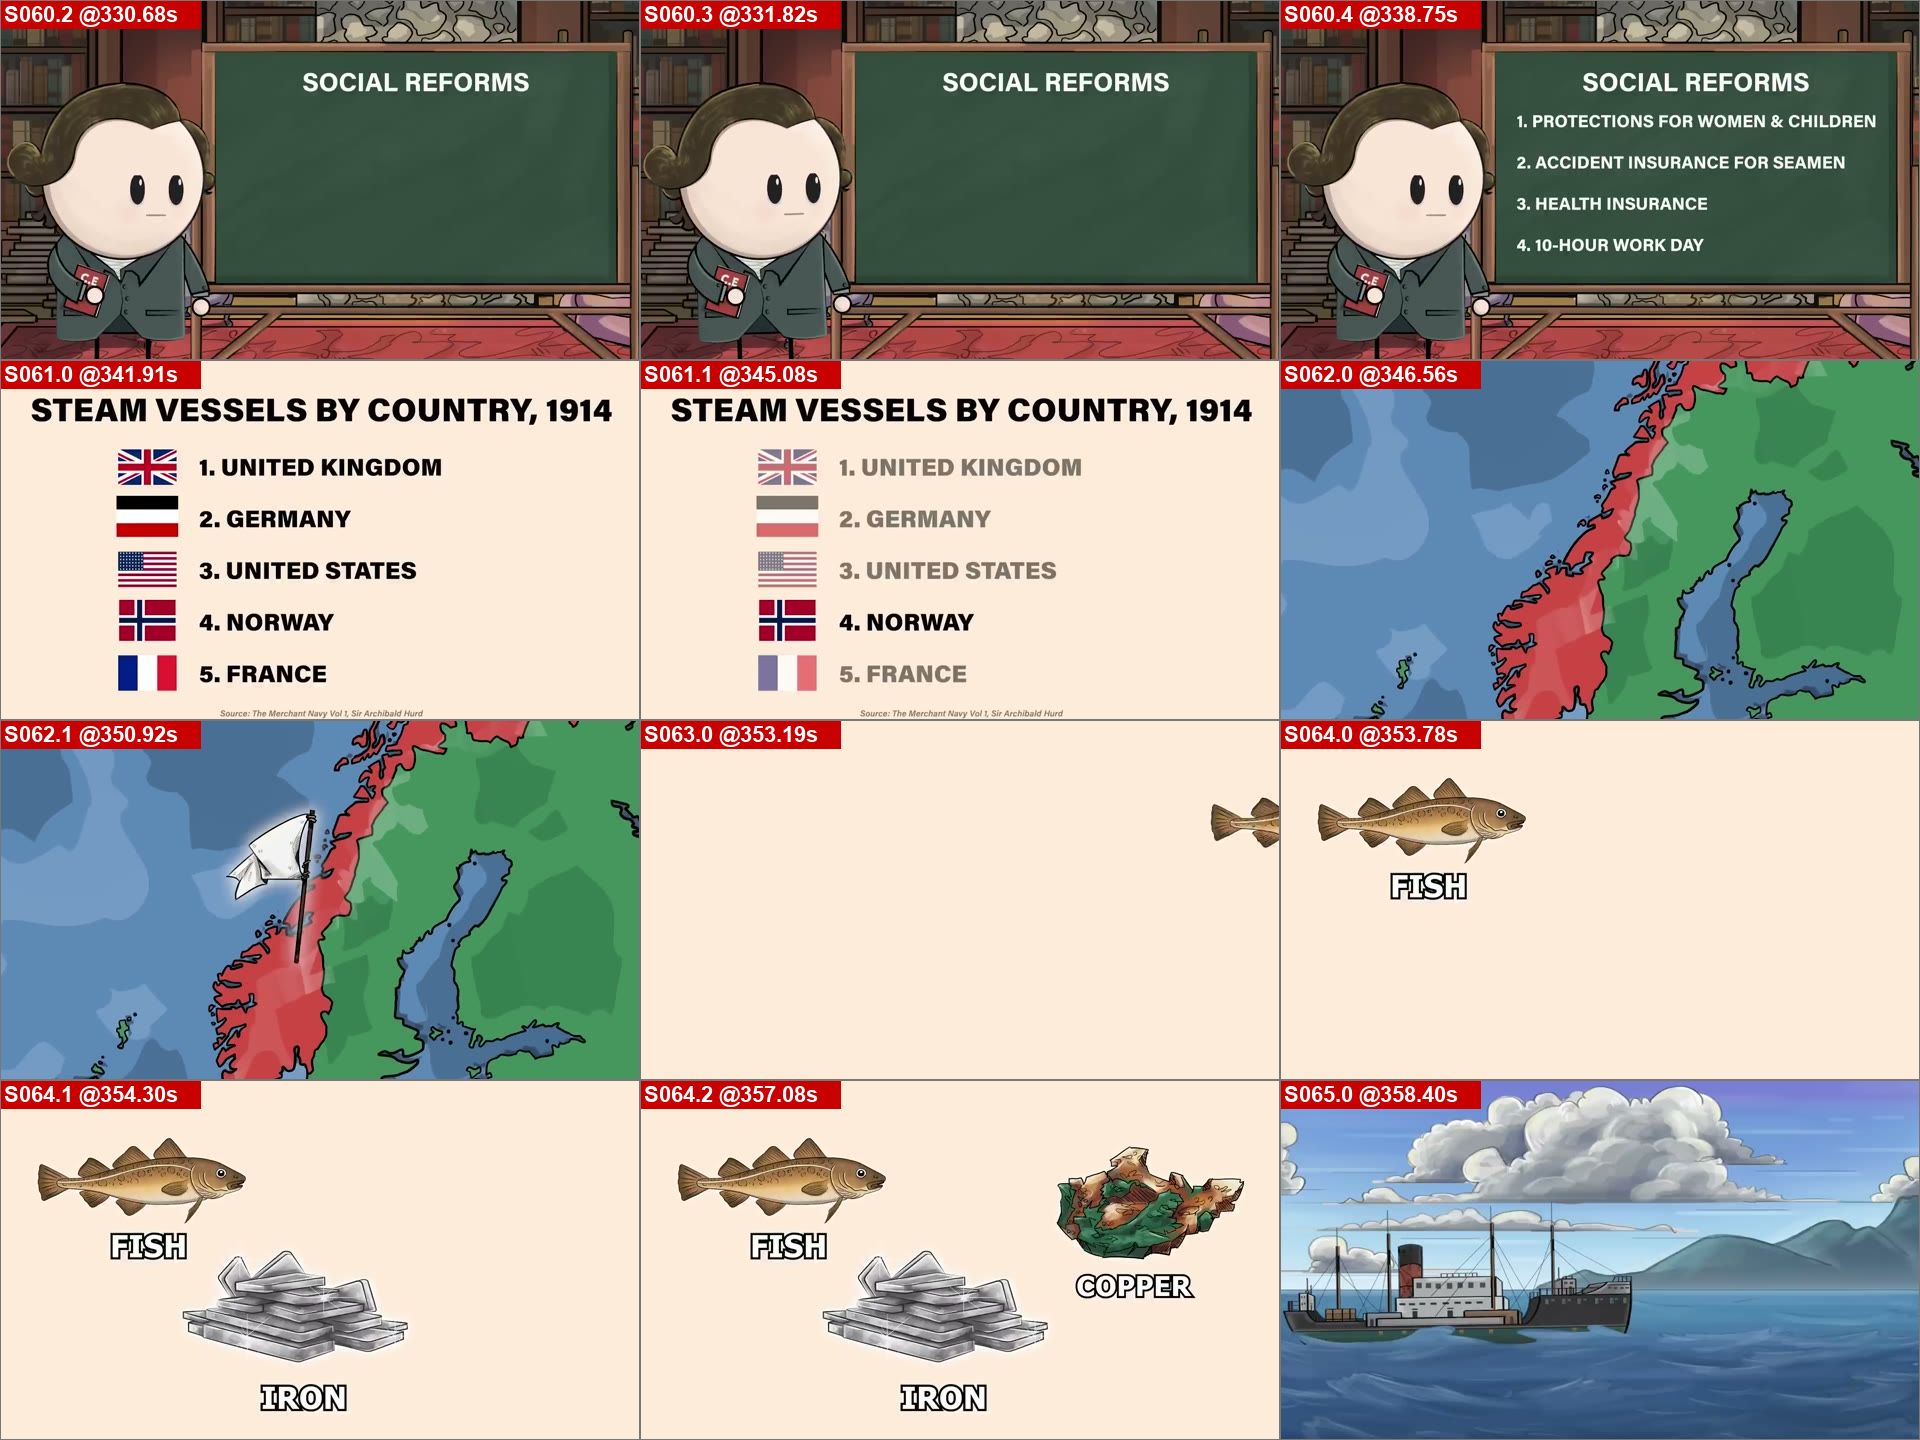 S060.2 @330.68s
SOCIAL REFORMS
C.E
S060.3 @331.82s
SOCIAL REFORMS
C.E
S060.4 @338.75s
SOCIAL REFORMS
1. PROTECTIONS FOR WOMEN & CHILDREN
2. ACCIDENT INSURANCE FOR SEAMEN
3. HEALTH INSURANCE
4. 10-HOUR WORK DAY
C.E
S061.0 @341.91s
STEAM VESSELS BY COUNTRY, 1914
1. UNITED KINGDOM
2. GERMANY
3. UNITED STATES
4. NORWAY
5. FRANCE
Source: The Merchant Navy Vol 1, Sir Archibald Hurd
S061.1 @345.08s
STEAM VESSELS BY COUNTRY, 1914
1. UNITED KINGDOM
2. GERMANY
3. UNITED STATES
4. NORWAY
5. FRANCE
Source: The Merchant Navy Vol 1, Sir Archibald Hurd
S062.0 @346.56s
S062.1 @350.92s
S063.0 @353.19s
S064.0 @353.78s
FISH
S064.1 @354.30s
FISH
IRON
S064.2 @357.08s
FISH
COPPER
IRON
S065.0 @358.40s